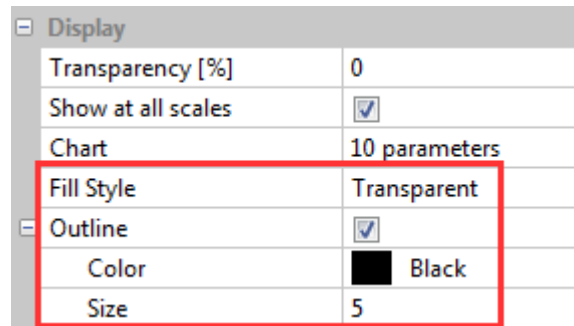 Display
Transparency [%] 0
Show at all scales
Chart 10 parameters
Fill Style Transparent
Outline
Color Black
Size 5